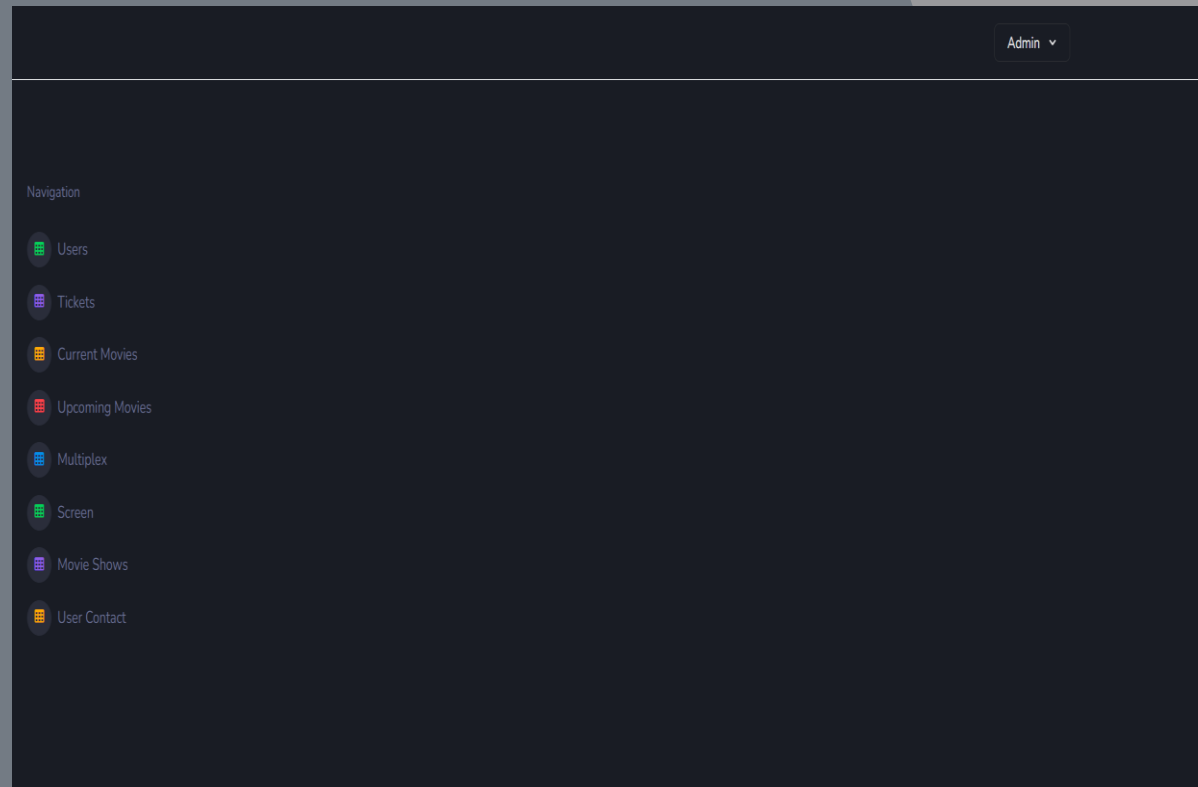 Admin
Navigation
Users
Tickets
Current Movies
Upcoming Movies
Multiplex
Screen
Movie Shows
User Contact